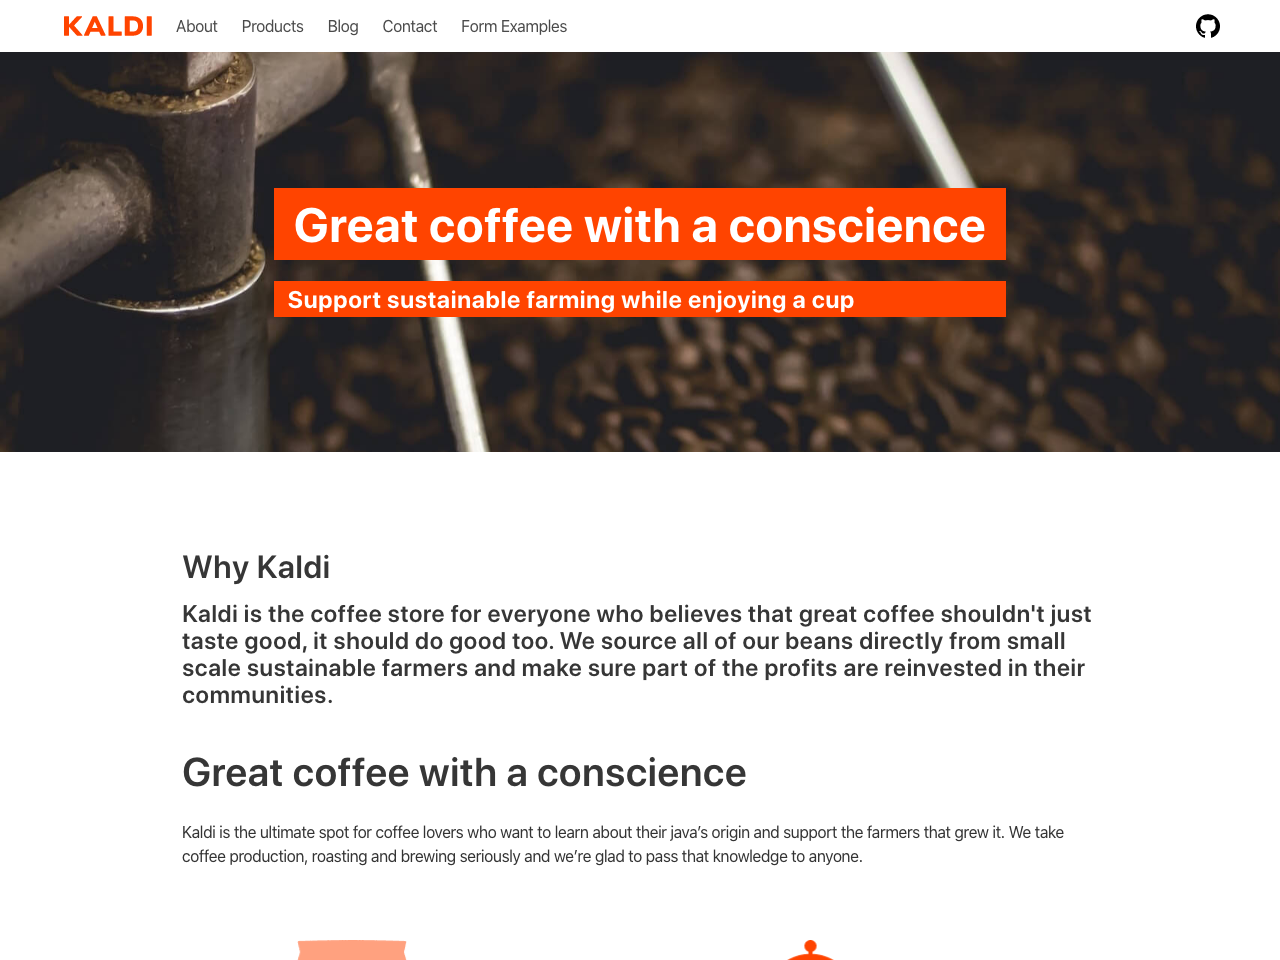 KALDI About Products Blog Contact Form Examples
Great coffee with a conscience
Support sustainable farming while enjoying a cup
Why Kaldi
Kaldi is the coffee store for everyone who believes that great coffee shouldn't just
taste good, it should do good too. We source all of our beans directly from small
scale sustainable farmers and make sure part of the profits are reinvested in their
communities.
Great coffee with a conscience
Kaldi is the ultimate spot for coffee lovers who want to learn about their java’s origin and support the farmers that grew it. We take
coffee production, roasting and brewing seriously and we’re glad to pass that knowledge to anyone.